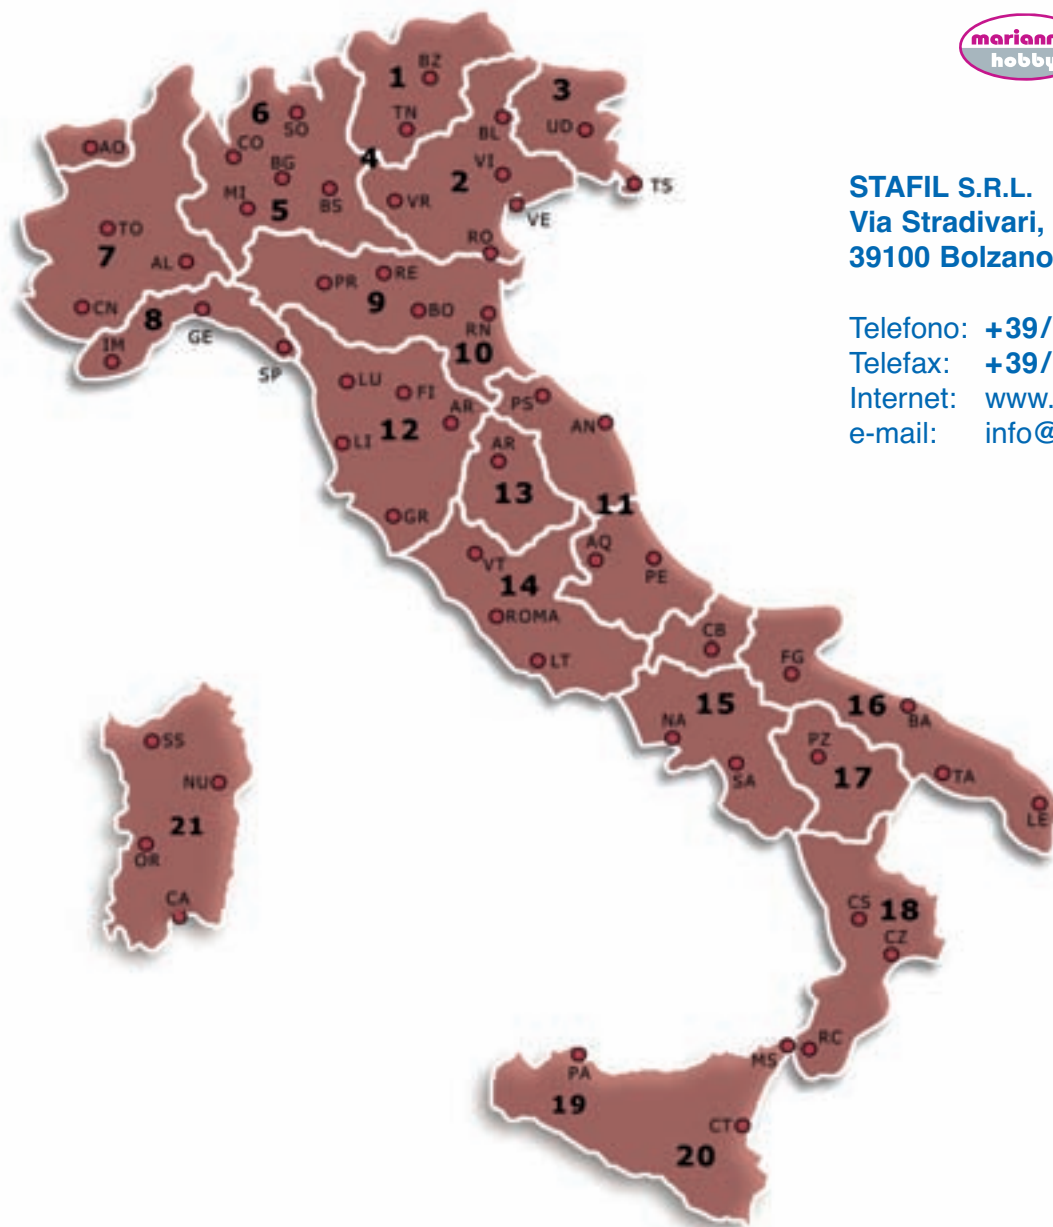 mariann
hobby
STAFIL S.R.L.
Via Stradivari,
39100 Bolzano
Telefono: +39/
Telefax: +39/
Internet: www.
e-mail: info@
1
BZ
TN
3
UD
BL
6
SO
CO
4
VI
2
AO
BG
MI
5
BS
VR
VE
TS
TO
7
AL
RO
PR
RE
9
BO
RN
10
CN
8
GE
IM
SP
LU
FI
PS
AR
AN
LI
12
AR
13
11
GR
VT
14
AQ
PE
ROMA
CB
LT
FG
15
16
BA
SS
NA
PZ
NU
SA
17
TA
21
LE
OR
CA
CS
18
CZ
MS
RC
PA
19
CT
20